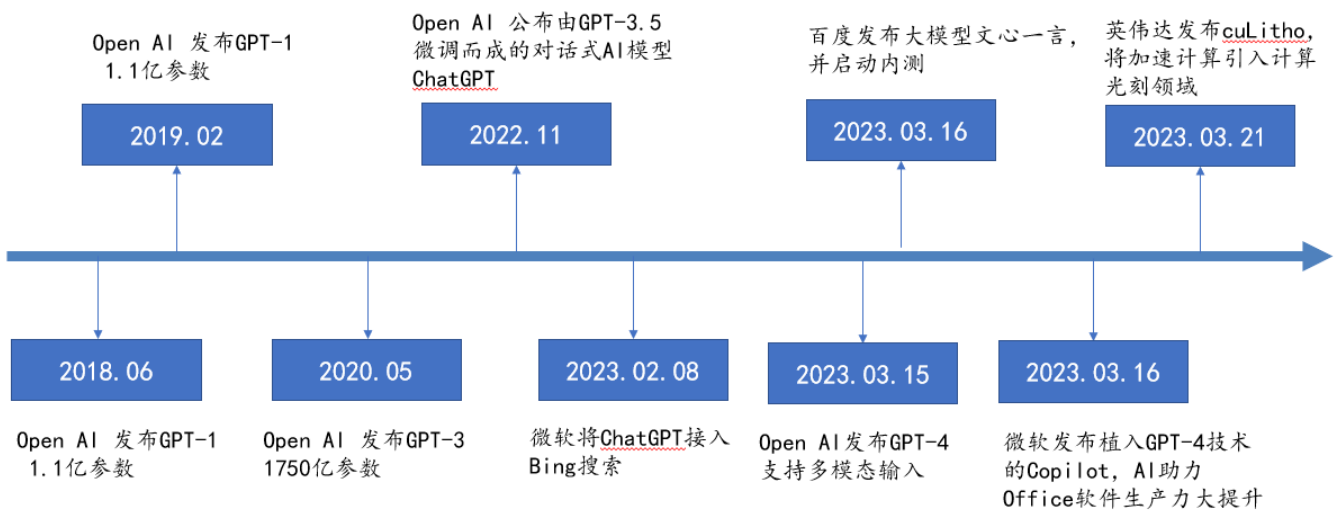 Open AI 发布GPT-1
1.1亿参数
2019.02
Open AI 公布由GPT-3.5
微调而成的对话式AI模型
ChatGPT
2022.11
百度发布大模型文心一言，
并启动内测
2023.03.16
英伟达发布cuLitho，
将加速计算引入计算
光刻领域
2023.03.21
2018.06
Open AI 发布GPT-1
1.1亿参数
2020.05
Open AI 发布GPT-3
1750亿参数
2023.02.08
微软将ChatGPT接入
Bing搜索
2023.03.15
Open AI发布GPT-4
支持多模态输入
2023.03.16
微软发布植入GPT-4技术
的Copilot，AI助力
Office软件生产力大提升